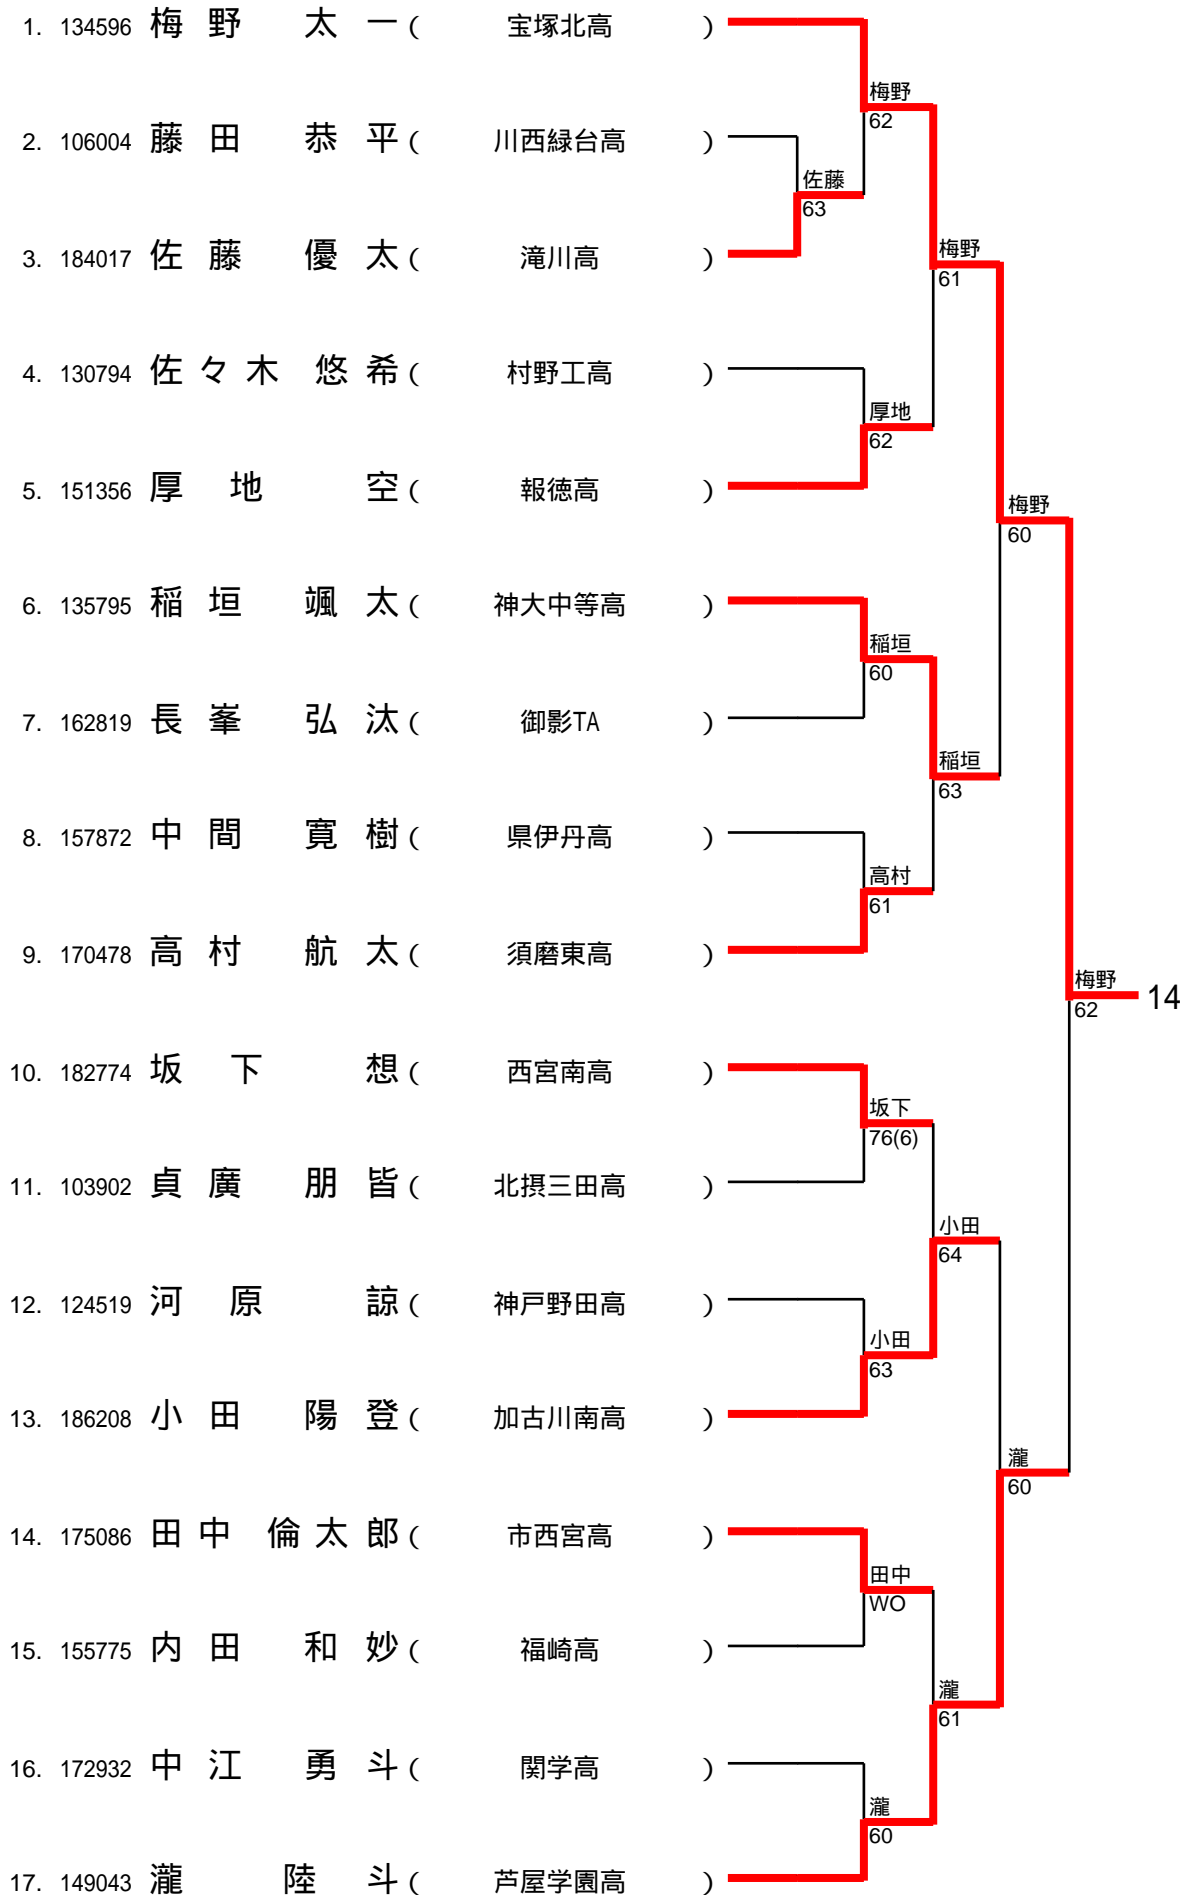 1. 134596 梅野 太一 ( 宝塚北高 )
梅野
62
2. 106004 藤田 恭平 ( 川西緑台高 )
佐藤
63
3. 184017 佐藤 優太 ( 滝川高 )
梅野
61
4. 130794 佐々木 悠希 ( 村野工高 )
厚地
62
5. 151356 厚地 空 ( 報徳高 )
梅野
60
6. 135795 稲垣 颯太 ( 神大中等高 )
稲垣
60
7. 162819 長峯 弘汰 ( 御影TA )
稲垣
63
8. 157872 中間 寛樹 ( 県伊丹高 )
高村
61
9. 170478 高村 航太 ( 須磨東高 )
梅野
62
14
10. 182774 坂下 想 ( 西宮南高 )
坂下
76(6)
11. 103902 貞廣 朋皆 ( 北摂三田高 )
小田
64
12. 124519 河原 諒 ( 神戸野田高 )
小田
63
13. 186208 小田 陽登 ( 加古川南高 )
瀧
60
14. 175086 田中 倫太郎 ( 市西宮高 )
田中
WO
15. 155775 内田 和妙 ( 福崎高 )
瀧
61
16. 172932 中江 勇斗 ( 関学高 )
瀧
60
17. 149043 瀧 陸斗 ( 芦屋学園高 )